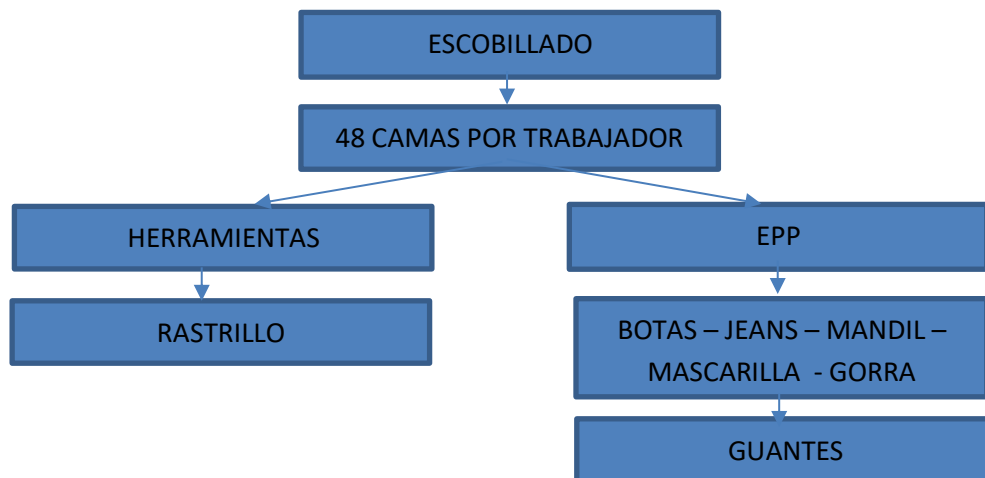 ESCOBILLADO
48 CAMAS POR TRABAJADOR
HERRAMIENTAS
EPP
RASTRILLO
BOTAS – JEANS – MANDIL –
MASCARILLA - GORRA
GUANTES